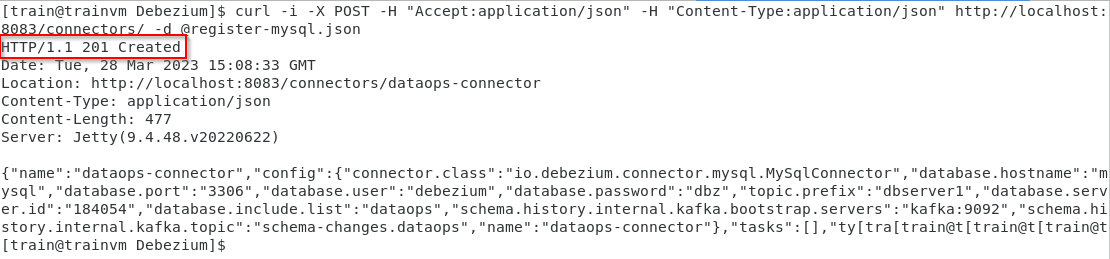 [train@trainvm Debezium]$ curl -i -X POST -H "Accept:application/json" -H "Content-Type:application/json" http://localhost:
8083/connectors/ -d @register-mysql.json
HTTP/1.1 201 Created
Date: Tue, 28 Mar 2023 15:08:33 GMT
Location: http://localhost:8083/connectors/dataops-connector
Content-Type: application/json
Content-Length: 477
Server: Jetty(9.4.48.v20220622)
{"name":"dataops-connector","config":{"connector.class":"io.debezium.connector.mysql.MySqlConnector","database.hostname":"m
ysql","database.port":"3306","database.user":"debezium","database.password":"dbz","topic.prefix":"dbserver1","database.serv
er.id":"184054","database.include.list":"dataops","schema.history.internal.kafka.bootstrap.servers":"kafka:9092","schema.hi
story.internal.kafka.topic":"schema-changes.dataops","name":"dataops-connector"},"tasks":[],"ty[tra[train@t[train@t[train@t
[train@trainvm Debezium]$